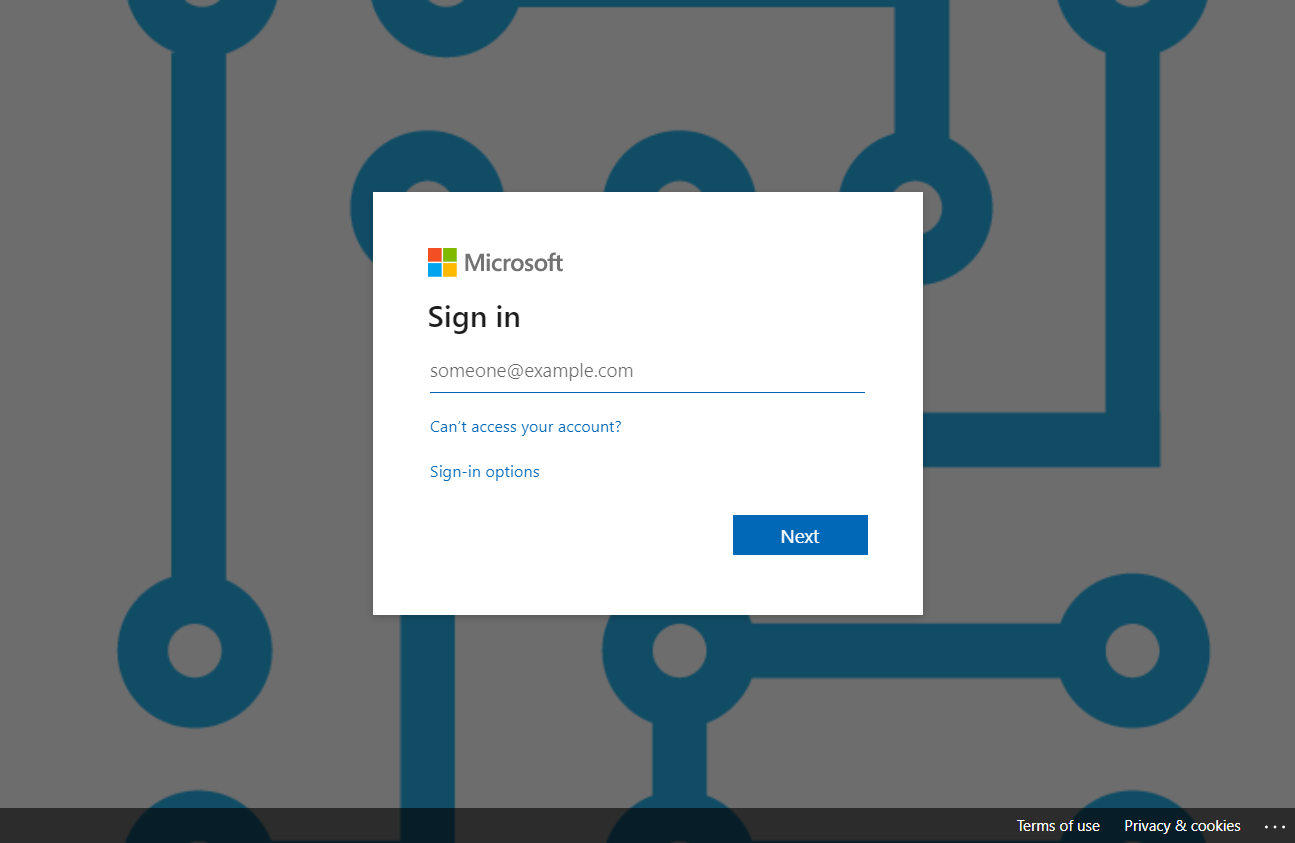 Microsoft
Sign in
someone@example.com
Can't access your account?
Sign-in options
Next
Terms of use
Privacy & cookies
...